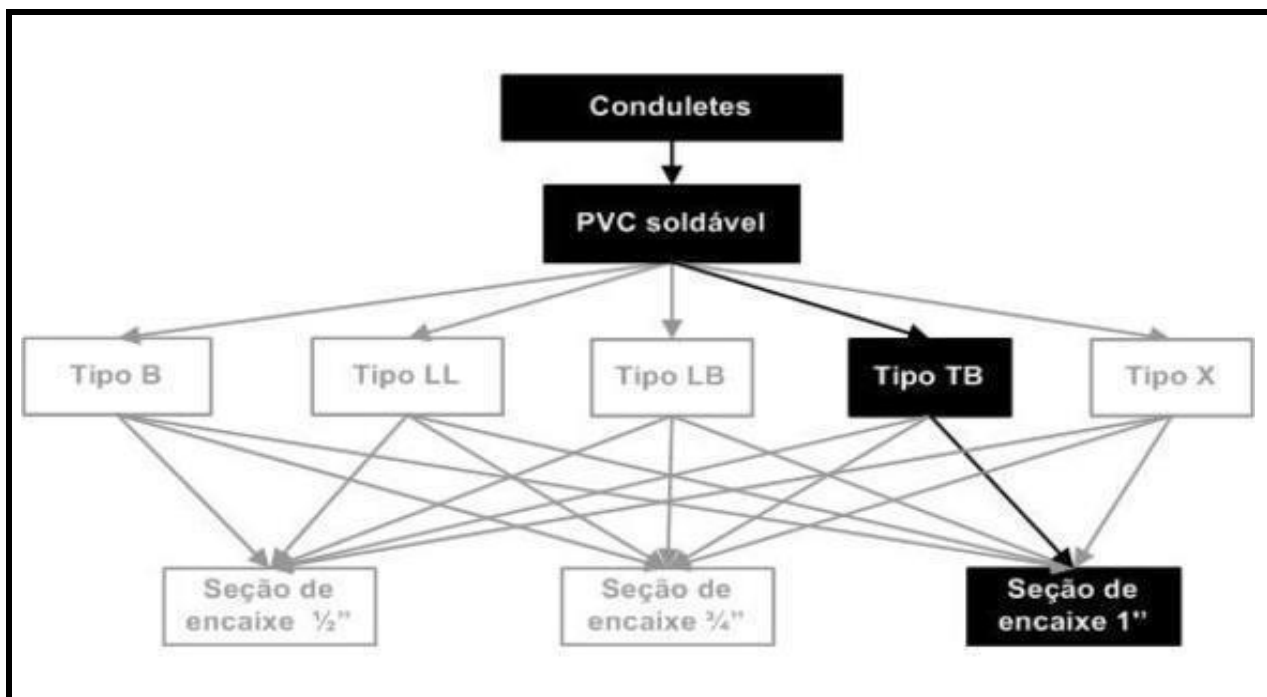 Conduletes
PVC soldável
Tipo B
Tipo LL
Tipo LB
Tipo TB
Tipo X
Seção de
encaixe ½”
Seção de
encaixe ¾”
Seção de
encaixe 1”